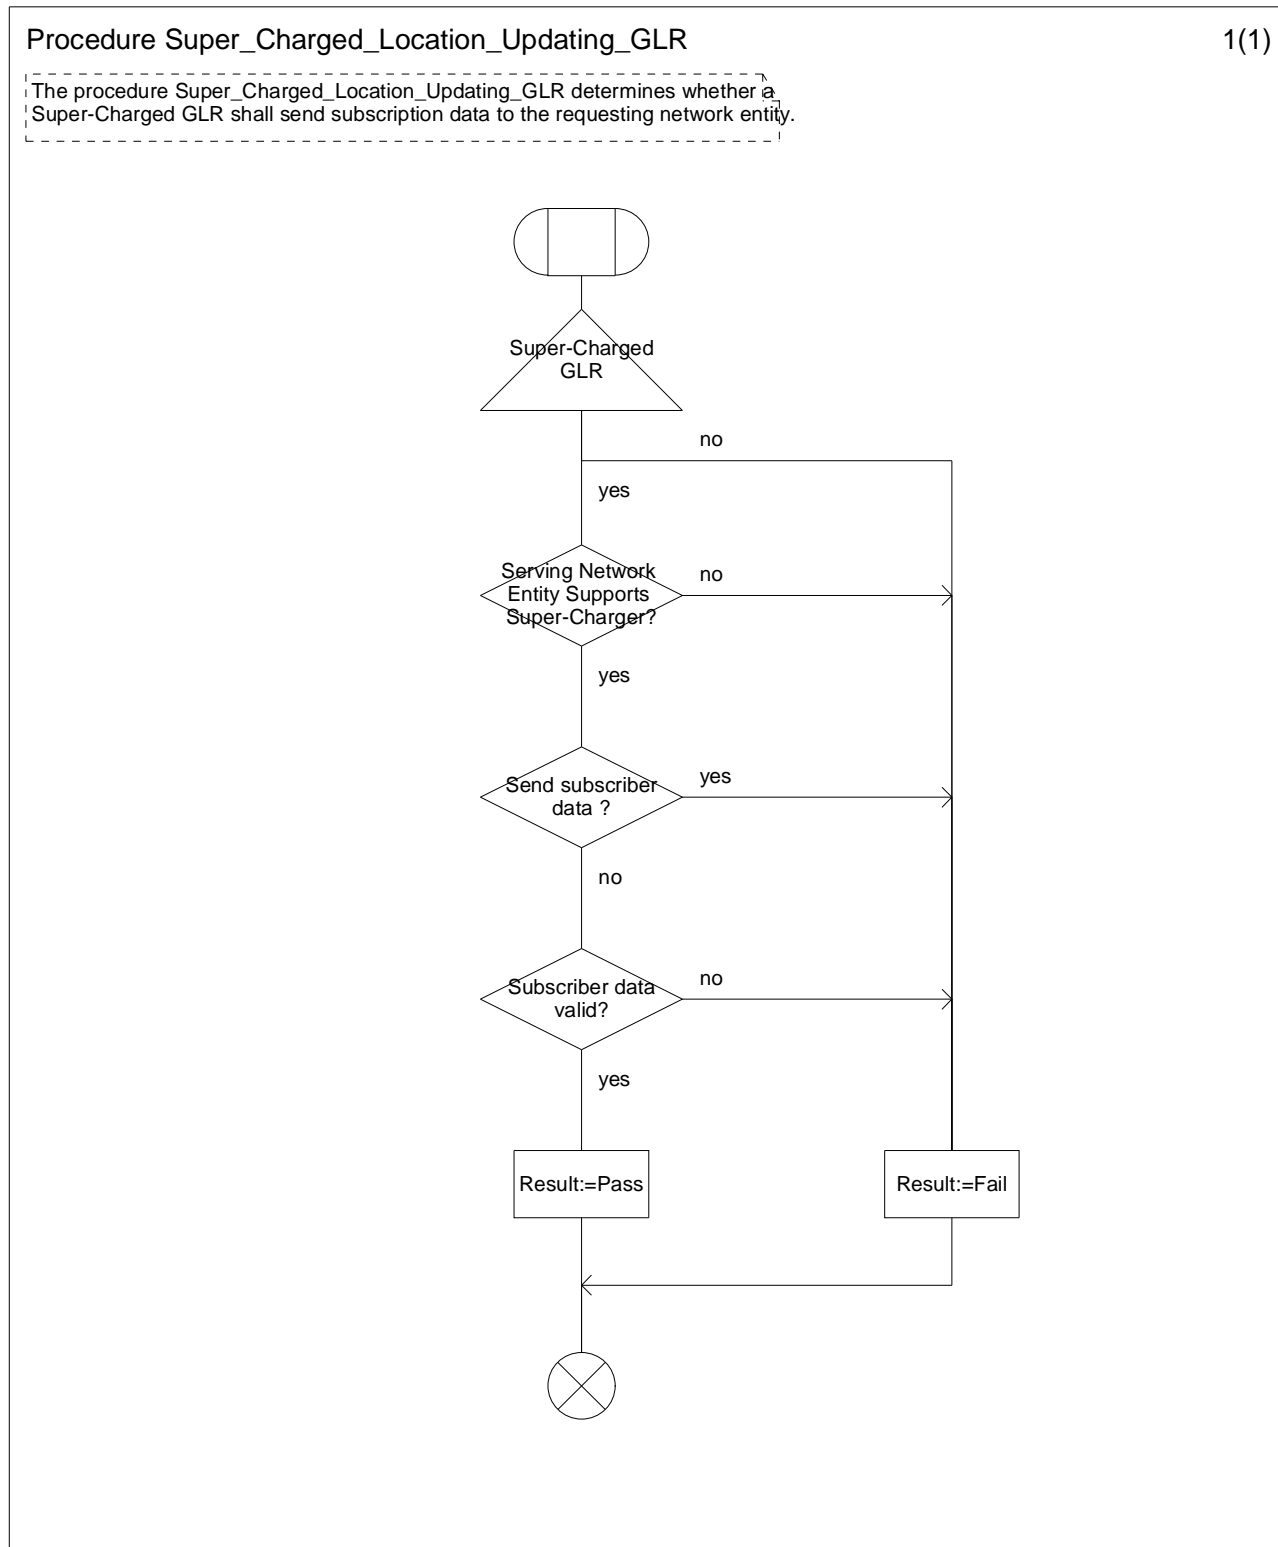 Procedure Super_Charged_Location_Updating_GLR
1(1)
The procedure Super_Charged_Location_Updating_GLR determines whether a
Super-Charged GLR shall send subscription data to the requesting network entity.
Super-Charged
GLR
no
yes
Serving Network
Entity Supports
Super-Charger?
no
yes
Send subscriber
data ?
yes
no
Subscriber data
valid?
no
yes
Result:=Pass
Result:=Fail